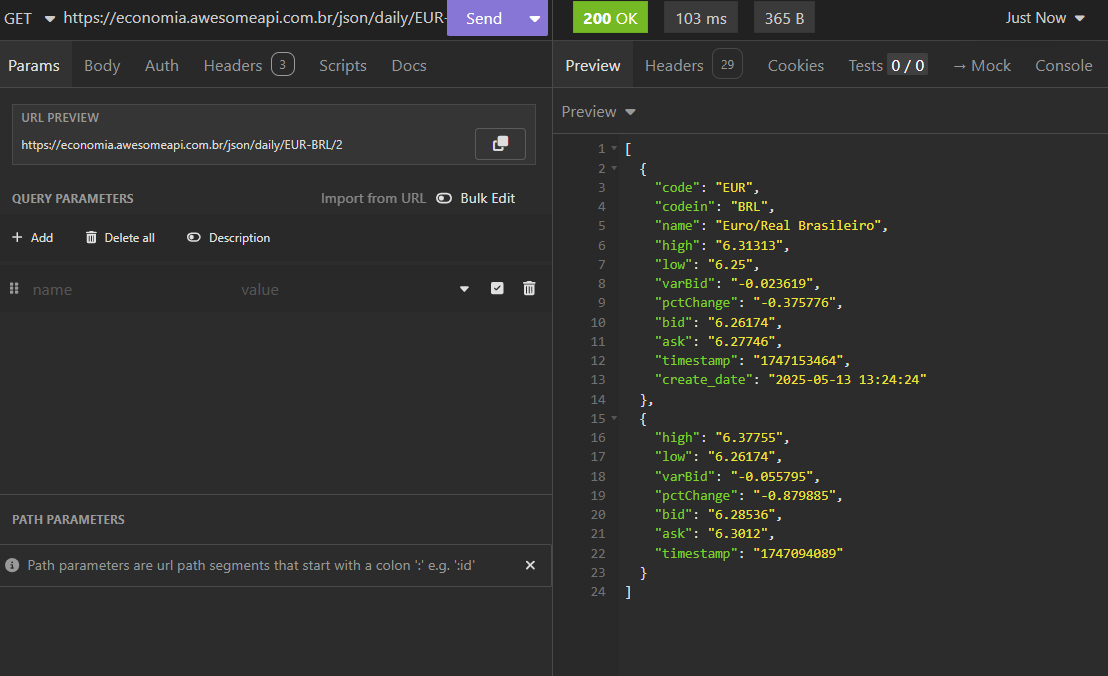 GET https://economia.awesomeapi.com.br/json/daily/EUR- Send
200 OK 103 ms 365 B Just Now
Params Body Auth Headers 3 Scripts Docs
URL PREVIEW
https://economia.awesomeapi.com.br/json/daily/EUR-BRL/2
QUERY PARAMETERS Import from URL Bulk Edit
+ Add Delete all Description
name value
PATH PARAMETERS
Path parameters are url path segments that start with a colon ':' e.g. ':id'
Preview Headers 29 Cookies Tests 0 / 0 → Mock Console
Preview
1 [
2 {
3 "code": "EUR",
4 "codein": "BRL",
5 "name": "Euro/Real Brasileiro",
6 "high": "6.31313",
7 "low": "6.25",
8 "varBid": "-0.023619",
9 "pctChange": "-0.375776",
10 "bid": "6.26174",
11 "ask": "6.27746",
12 "timestamp": "1747153464",
13 "create_date": "2025-05-13 13:24:24"
14 },
15 {
16 "high": "6.37755",
17 "low": "6.26174",
18 "varBid": "-0.055795",
19 "pctChange": "-0.879885",
20 "bid": "6.28536",
21 "ask": "6.3012",
22 "timestamp": "1747094089"
23 }
24 ]